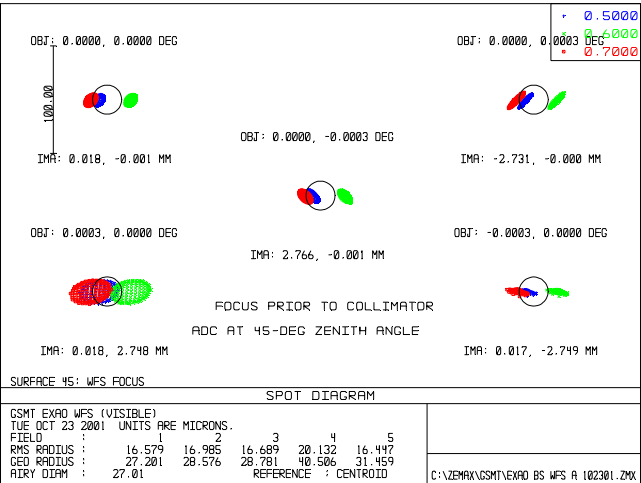 0.5000
OBJ: 0.0000, 0.0000 DEG
OBJ: 0.0000, 0.0003 DEG
0.6000
0.7000
100.00
OBJ: 0.0000, -0.0003 DEG
IMA: 0.018, -0.001 MM
IMA: -2.731, -0.000 MM
OBJ: 0.0003, 0.0000 DEG
OBJ: -0.0003, 0.0000 DEG
IMA: 2.766, -0.001 MM
FOCUS PRIOR TO COLLIMATOR
ADC AT 45-DEG ZENITH ANGLE
IMA: 0.018, 2.748 MM
IMA: 0.017, -2.749 MM
SURFACE 45: WFS FOCUS
SPOT DIAGRAM
GSMT EXAO WFS (VISIBLE)
TUE OCT 23 2001 UNITS ARE MICRONS.
FIELD : 1 2 3 4 5
RMS RADIUS : 16.579 16.985 16.689 20.132 16.447
GEO RADIUS : 27.201 28.576 28.781 40.506 31.459
AIRY DIAM : 27.01 REFERENCE : CENTROID
C:\ZEMAX\GSMT\EXAO BS WFS A 102301.ZMX